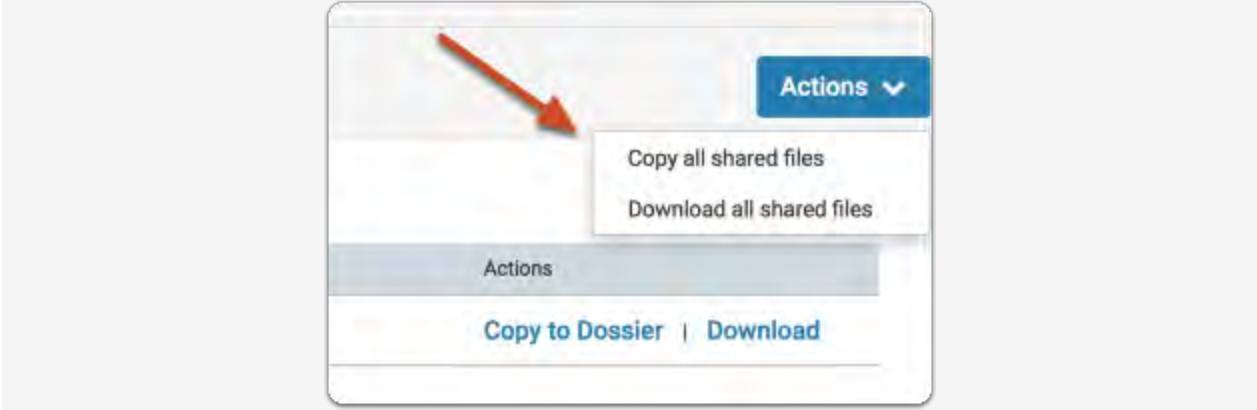 Actions
Copy all shared files
Download all shared files
Actions
Copy to Dossier | Download